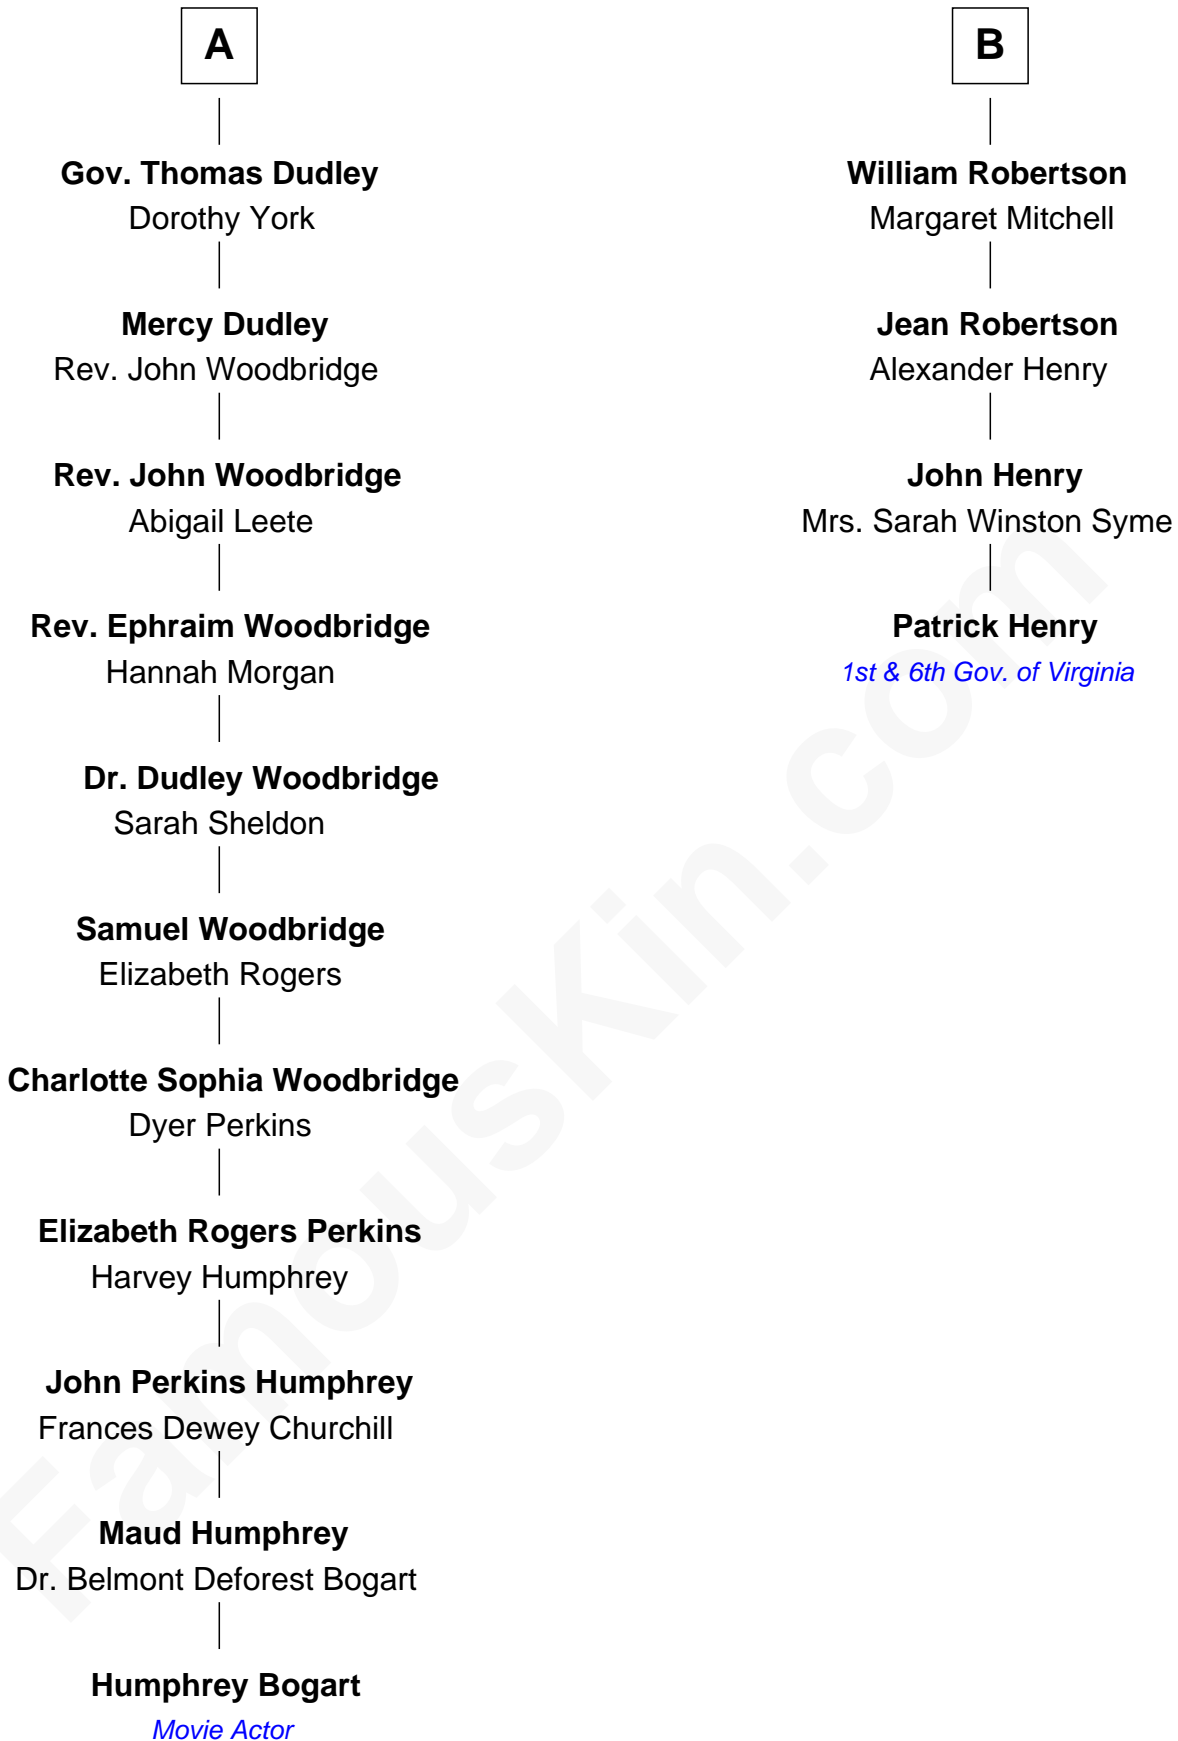 A
Gov. Thomas Dudley
Dorothy York
Mercy Dudley
Rev. John Woodbridge
Rev. John Woodbridge
Abigail Leete
Rev. Ephraim Woodbridge
Hannah Morgan
Dr. Dudley Woodbridge
Sarah Sheldon
Samuel Woodbridge
Elizabeth Rogers
Charlotte Sophia Woodbridge
Dyer Perkins
Elizabeth Rogers Perkins
Harvey Humphrey
John Perkins Humphrey
Frances Dewey Churchill
Maud Humphrey
Dr. Belmont Deforest Bogart
Humphrey Bogart
Movie Actor
B
William Robertson
Margaret Mitchell
Jean Robertson
Alexander Henry
John Henry
Mrs. Sarah Winston Syme
Patrick Henry
1st & 6th Gov. of Virginia
FamousKin.com